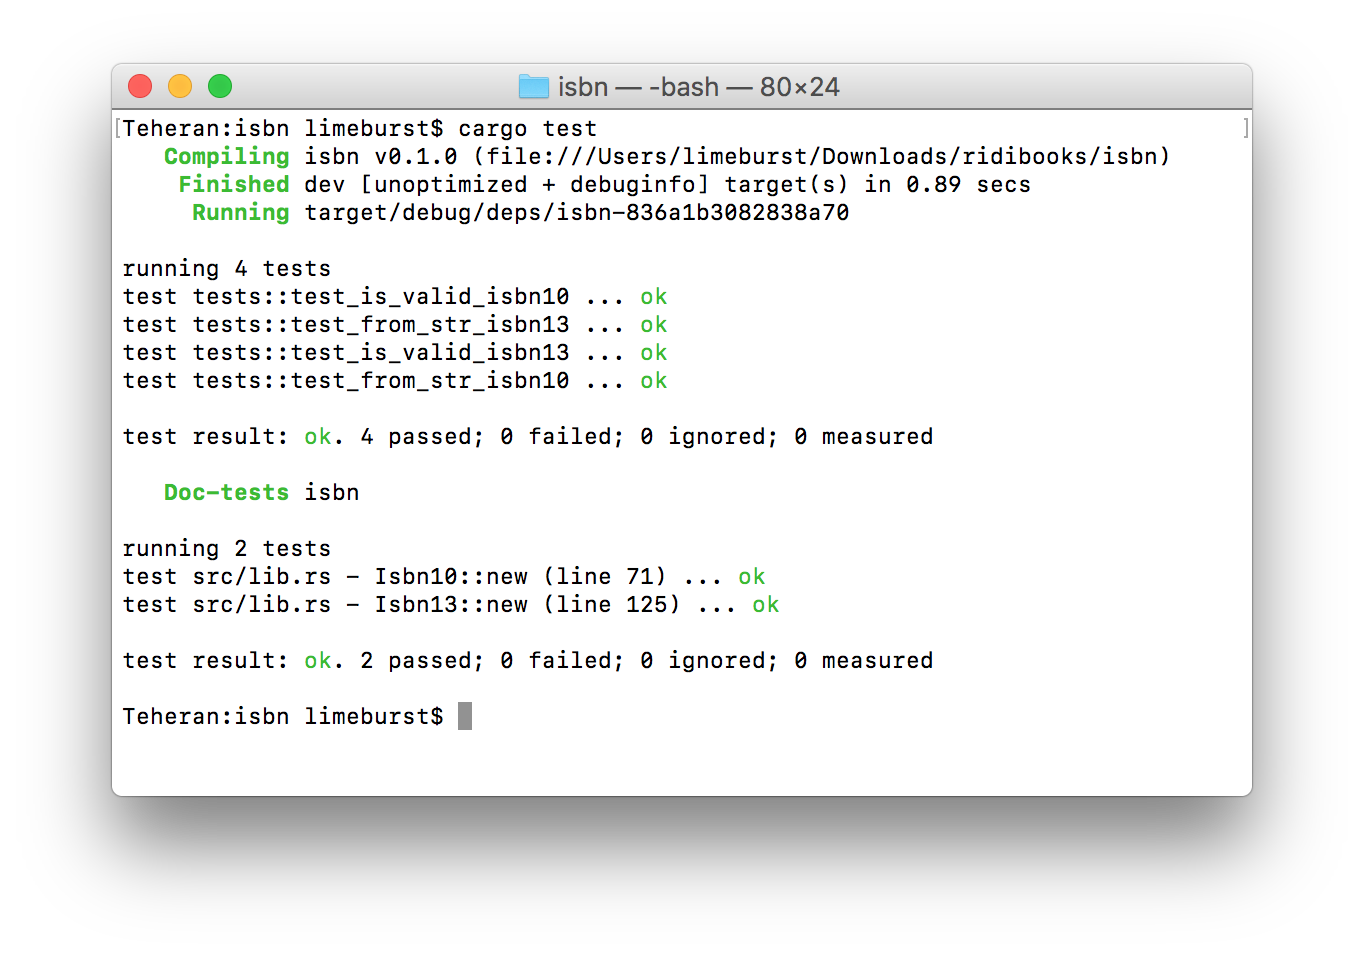 isbn — -bash — 80×24
[Teheran:isbn limeburst$ cargo test ]
   Compiling isbn v0.1.0 (file:///Users/limeburst/Downloads/ridibooks/isbn)
    Finished dev [unoptimized + debuginfo] target(s) in 0.89 secs
     Running target/debug/deps/isbn-836a1b3082838a70
running 4 tests
test tests::test_is_valid_isbn10 ... ok
test tests::test_from_str_isbn13 ... ok
test tests::test_is_valid_isbn13 ... ok
test tests::test_from_str_isbn10 ... ok
test result: ok. 4 passed; 0 failed; 0 ignored; 0 measured
   Doc-tests isbn
running 2 tests
test src/lib.rs - Isbn10::new (line 71) ... ok
test src/lib.rs - Isbn13::new (line 125) ... ok
test result: ok. 2 passed; 0 failed; 0 ignored; 0 measured
Teheran:isbn limeburst$